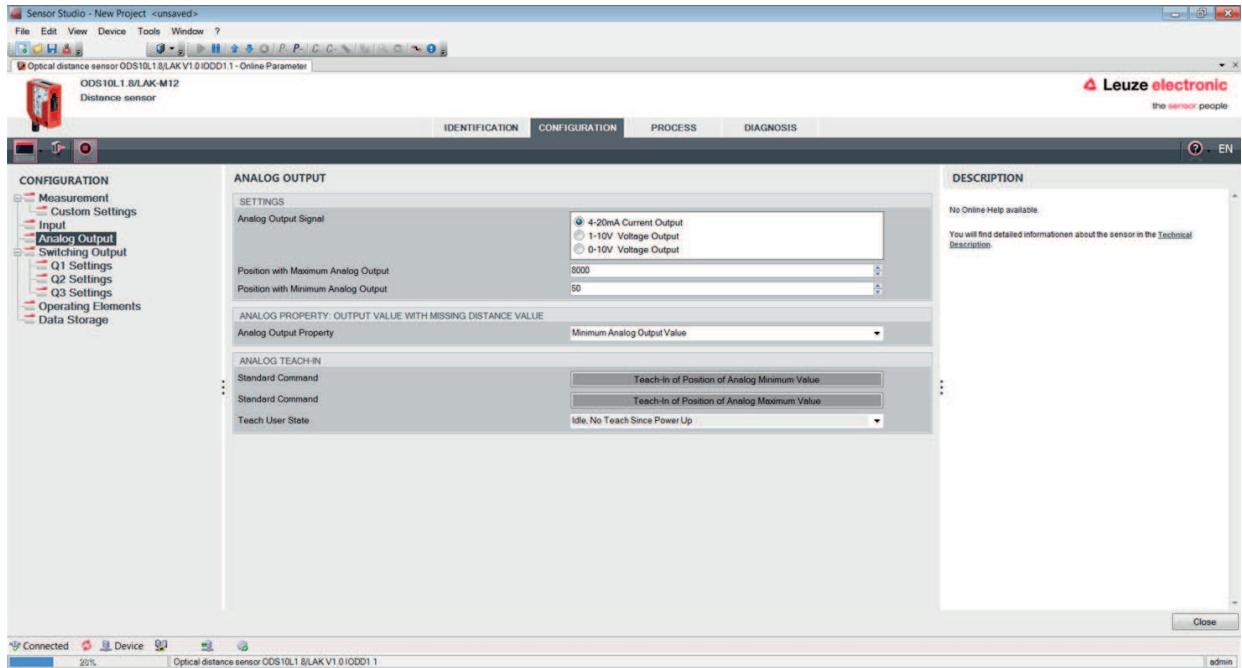 Sensor Studio - New Project <unsaved>
File Edit View Device Tools Window ?
Optical distance sensor ODS10L1.8/LAK V1.0 IODD1.1 - Online Parameter
ODS10L1.8/LAK-M12
Distance sensor
Leuze electronic
the sensor people
IDENTIFICATION CONFIGURATION PROCESS DIAGNOSIS
EN
CONFIGURATION
Measurement
Custom Settings
Input
Analog Output
Switching Output
Q1 Settings
Q2 Settings
Q3 Settings
Operating Elements
Data Storage
ANALOG OUTPUT
SETTINGS
Analog Output Signal
4-20mA Current Output
1-10V Voltage Output
0-10V Voltage Output
Position with Maximum Analog Output 8000
Position with Minimum Analog Output 50
ANALOG PROPERTY: OUTPUT VALUE WITH MISSING DISTANCE VALUE
Analog Output Property Minimum Analog Output Value
ANALOG TEACH-IN
Standard Command Teach-In of Position of Analog Minimum Value
Standard Command Teach-In of Position of Analog Maximum Value
Teach User State Idle, No Teach Since Power Up
DESCRIPTION
No Online Help available.
You will find detailed informationen about the sensor in the Technical
Description.
Close
Connected Device
20% Optical distance sensor ODS10L1.8/LAK V1.0 IODD1.1 admin